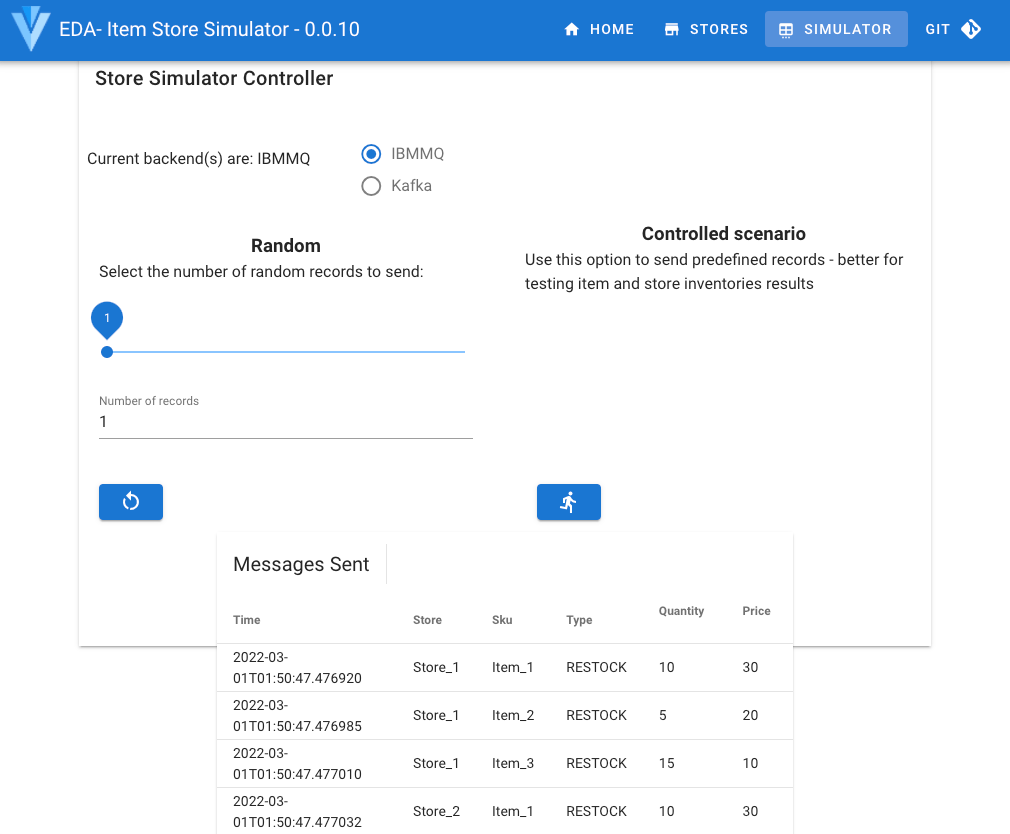 EDA- Item Store Simulator - 0.0.10
HOME
STORES
SIMULATOR
GIT
Store Simulator Controller
Current backend(s) are: IBMMQ
IBMMQ
Kafka
Random
Select the number of random records to send:
1
Number of records
1
Controlled scenario
Use this option to send predefined records - better for
testing item and store inventories results
Messages Sent
Time Store Sku Type Quantity Price
2022-03-
01T01:50:47.476920 Store_1 Item_1 RESTOCK 10 30
2022-03-
01T01:50:47.476985 Store_1 Item_2 RESTOCK 5 20
2022-03-
01T01:50:47.477010 Store_1 Item_3 RESTOCK 15 10
2022-03-
01T01:50:47.477032 Store_2 Item_1 RESTOCK 10 30